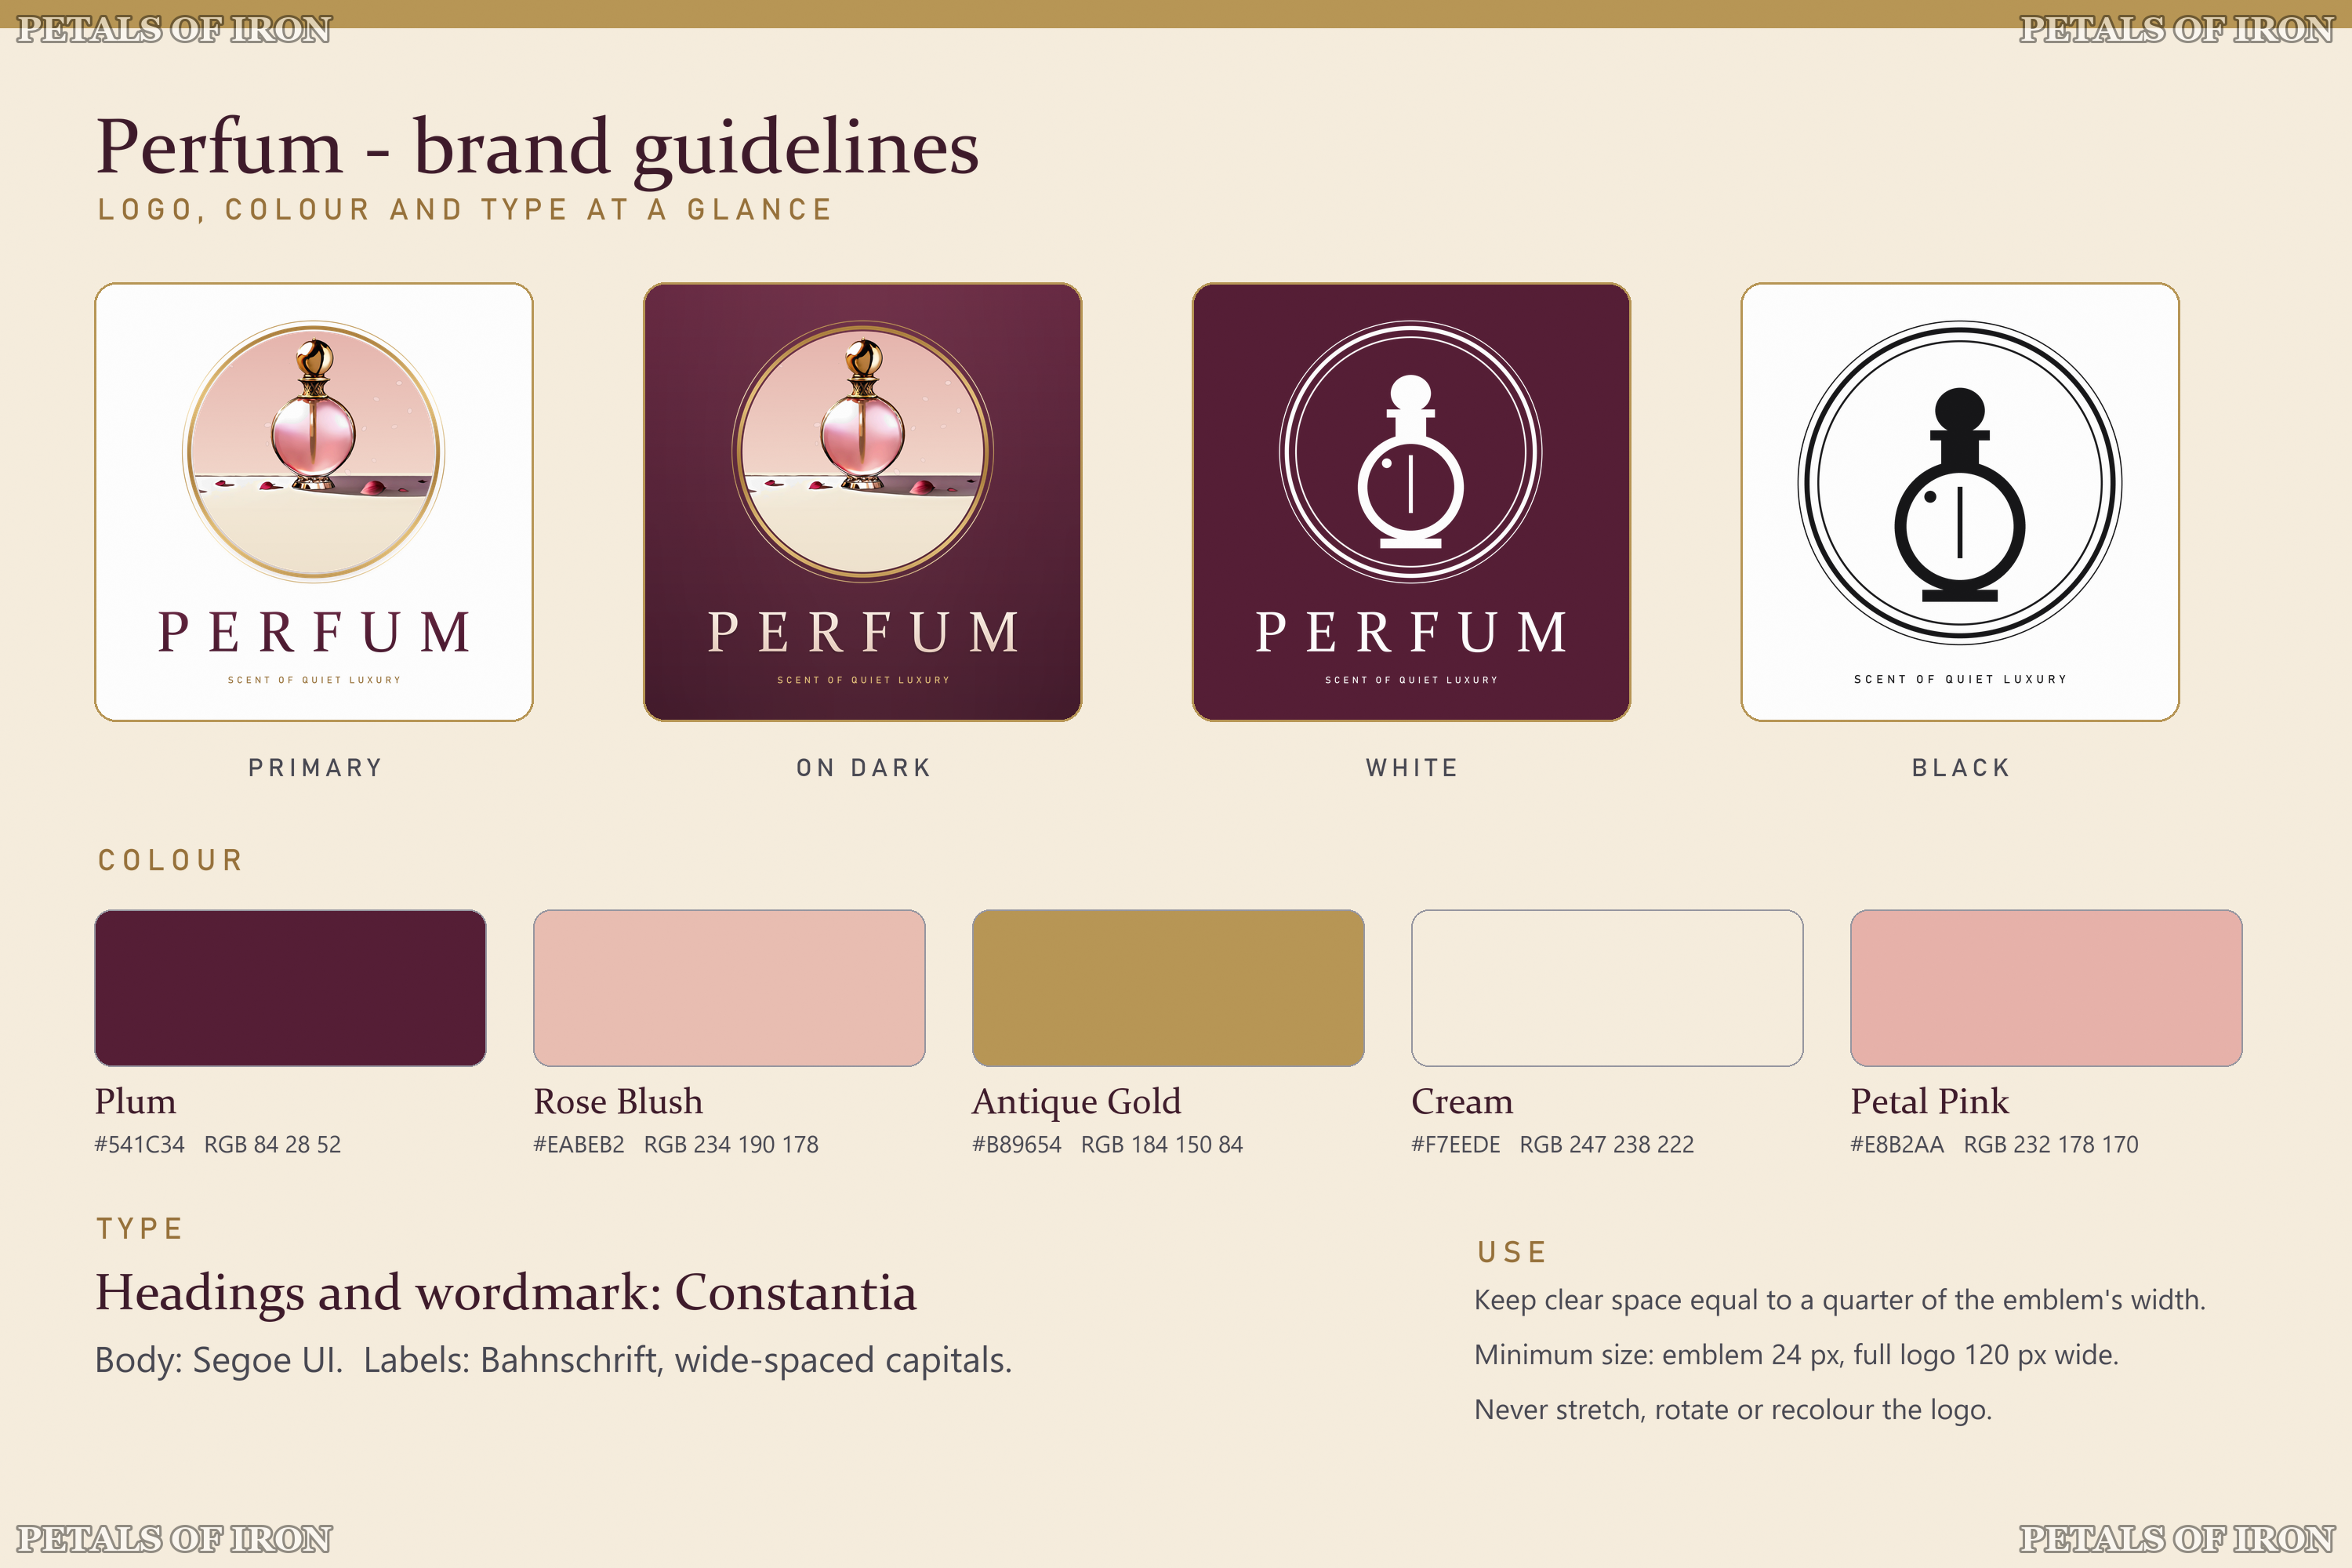 PETALS OF IRON PETALS OF IRON
Perfum - brand guidelines
LOGO, COLOUR AND TYPE AT A GLANCE
PERFUM
SCENT OF QUIET LUXURY
PRIMARY
PERFUM
SCENT OF QUIET LUXURY
ON DARK
PERFUM
SCENT OF QUIET LUXURY
WHITE
SCENT OF QUIET LUXURY
BLACK
COLOUR
Plum
#541C34 RGB 84 28 52
Rose Blush
#EABEB2 RGB 234 190 178
Antique Gold
#B89654 RGB 184 150 84
Cream
#F7EEDE RGB 247 238 222
Petal Pink
#E8B2AA RGB 232 178 170
TYPE
Headings and wordmark: Constantia
Body: Segoe UI. Labels: Bahnschrift, wide-spaced capitals.
USE
Keep clear space equal to a quarter of the emblem's width.
Minimum size: emblem 24 px, full logo 120 px wide.
Never stretch, rotate or recolour the logo.
PETALS OF IRON PETALS OF IRON